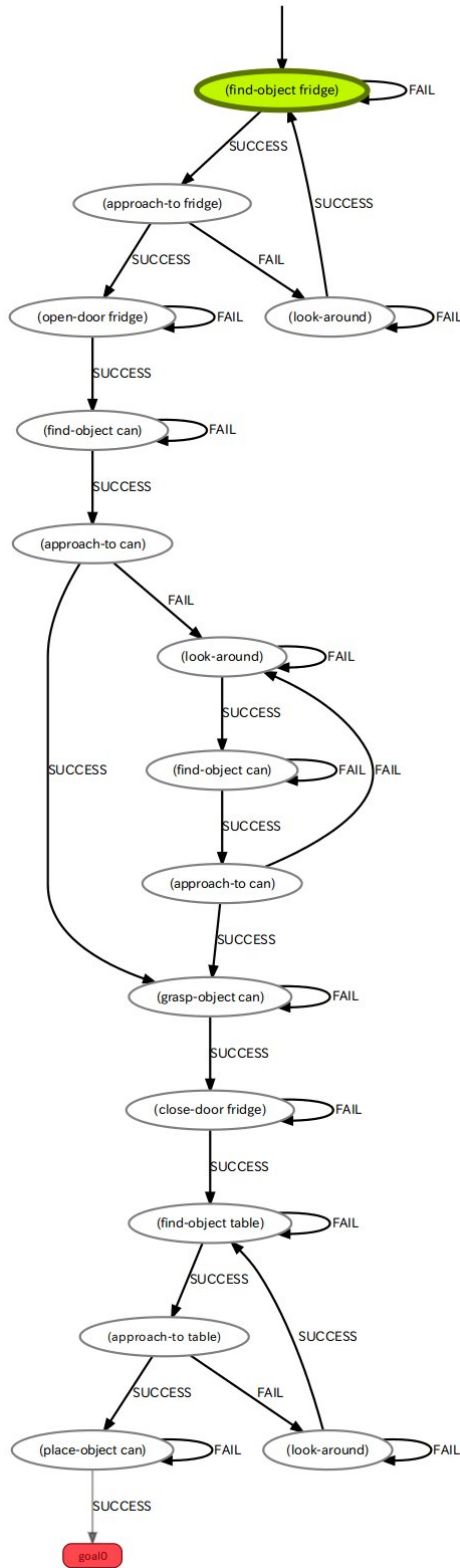 (find-object fridge)
FAIL
SUCCESS
(approach-to fridge)
SUCCESS
SUCCESS
FAIL
(open-door fridge)
FAIL
(look-around)
FAIL
SUCCESS
(find-object can)
FAIL
SUCCESS
(approach-to can)
FAIL
(look-around)
FAIL
SUCCESS
SUCCESS
(find-object can)
FAIL
FAIL
SUCCESS
(approach-to can)
SUCCESS
(grasp-object can)
FAIL
SUCCESS
(close-door fridge)
FAIL
SUCCESS
(find-object table)
FAIL
SUCCESS
(approach-to table)
SUCCESS
SUCCESS
FAIL
(place-object can)
FAIL
(look-around)
FAIL
SUCCESS
goal0